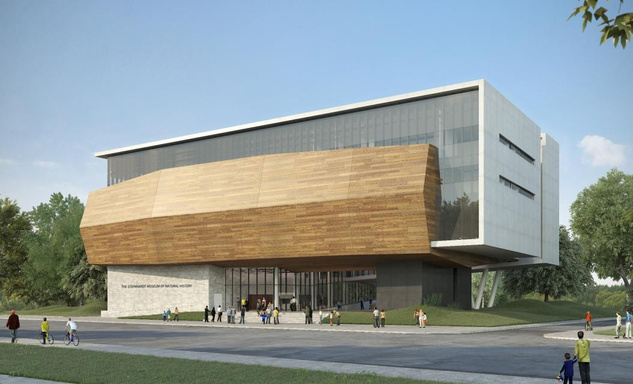 THE STEINHARDT MUSEUM OF NATURAL HISTORY